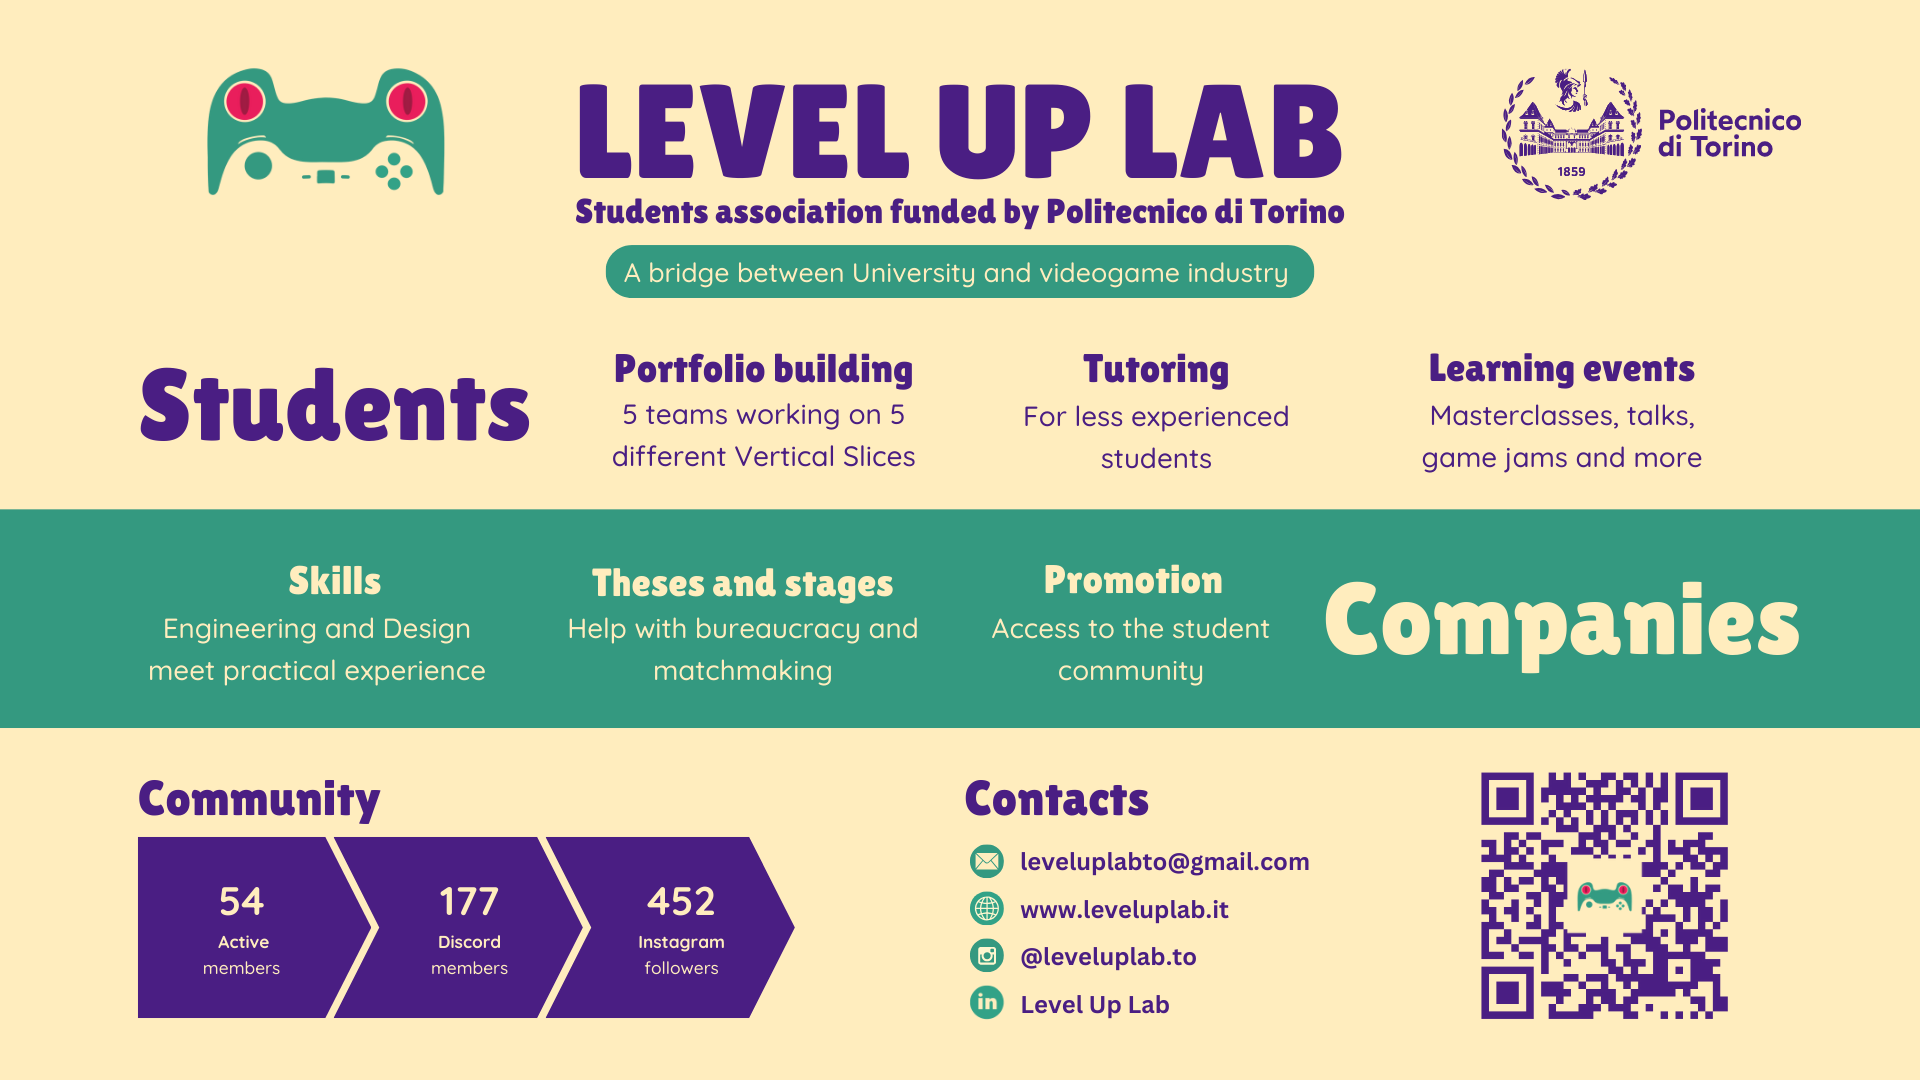 LEVEL UP LAB
Students association funded by Politecnico di Torino
A bridge between University and videogame industry
1859
Politecnico
di Torino
Students
Portfolio building
5 teams working on 5
different Vertical Slices
Tutoring
For less experienced
students
Learning events
Masterclasses, talks,
game jams and more
Skills
Engineering and Design
meet practical experience
Theses and stages
Help with bureaucracy and
matchmaking
Promotion
Access to the student
community
Companies
Community
54
Active
members
177
Discord
members
452
Instagram
followers
Contacts
leveluplabto@gmail.com
www.leveluplab.it
@leveluplab.to
in
Level Up Lab